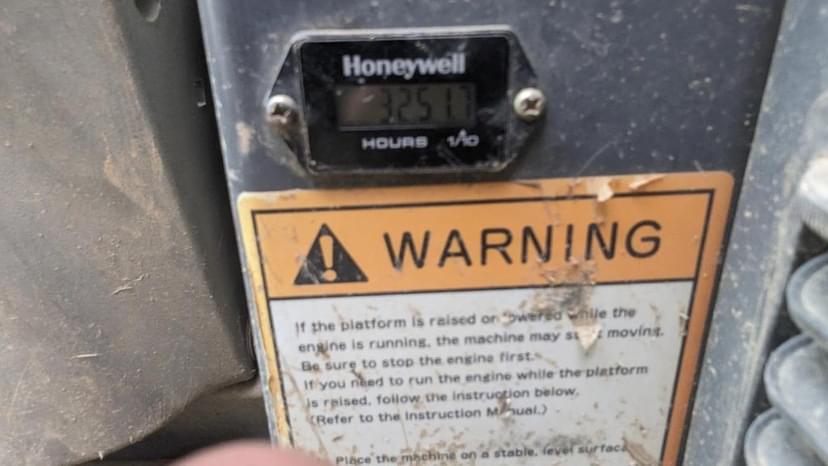 Honeywell
3251.7
HOURS 1/10
WARNING
If the platform is raised or lowered while the
engine is running, the machine may start moving.
Be sure to stop the engine first.
If you need to run the engine while the platform
is raised, follow the instruction below.
(Refer to the Instruction Manual.)
Place the machine on a stable, level surface